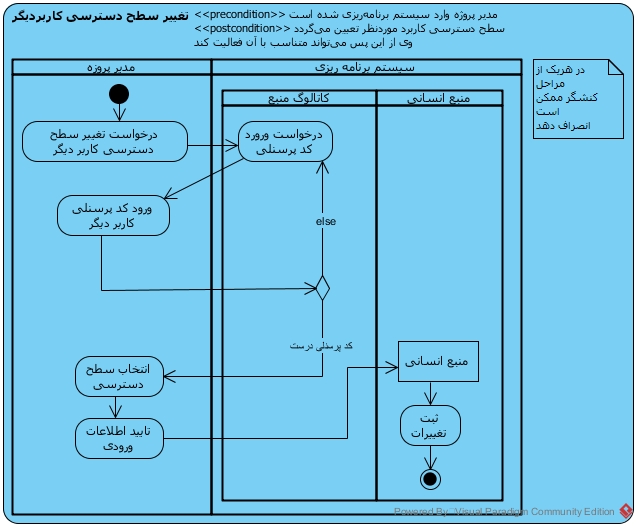 تغییر سطح دسترسی کاربردیگر
<<precondition>> مدیر پروژه وارد سیستم برنامه‌ریزی شده است
<<postcondition>> سطح دسترسی کاربرد موردنظر تعیین می‌گردد
وی از این پس می‌تواند متناسب با آن فعالیت کند
مدیر پروژه
سیستم برنامه ریزی
کاتالوگ منبع
منبع انسانی
در هریک از
مراحل
کنشگر ممکن
است
انصراف دهد
درخواست تغییر سطح
دسترسی کاربر دیگر
درخواست ورورد
کد پرسنلی
ورود کد پرسنلی
کاربر دیگر
else
کد پرسنلی درست
انتخاب سطح
دسترسی
منبع انسانی
تایید اطلاعات
ورودی
ثبت
تغییرات
Powered By Visual Paradigm Community Edition